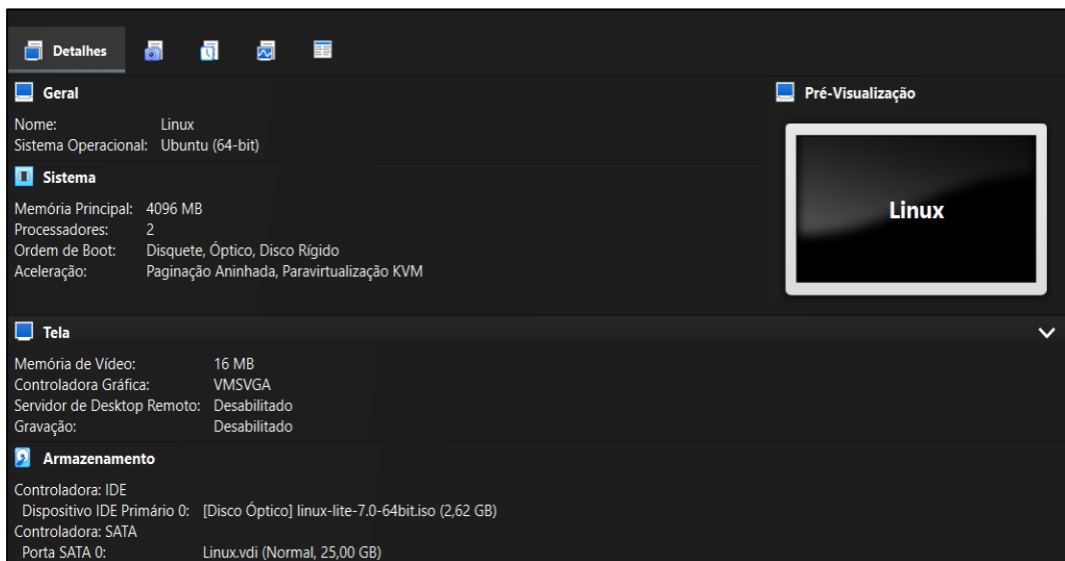 Detalhes
Geral
Nome: Linux
Sistema Operacional: Ubuntu (64-bit)
Sistema
Memória Principal: 4096 MB
Processadores: 2
Ordem de Boot: Disquete, Óptico, Disco Rígido
Aceleração: Paginação Aninhada, Paravirtualização KVM
Pré-Visualização
Linux
Tela
Memória de Vídeo: 16 MB
Controladora Gráfica: VMSVGA
Servidor de Desktop Remoto: Desabilitado
Gravação: Desabilitado
Armazenamento
Controladora: IDE
Dispositivo IDE Primário 0: [Disco Óptico] linux-lite-7.0-64bit.iso (2,62 GB)
Controladora: SATA
Porta SATA 0: Linux.vdi (Normal, 25,00 GB)